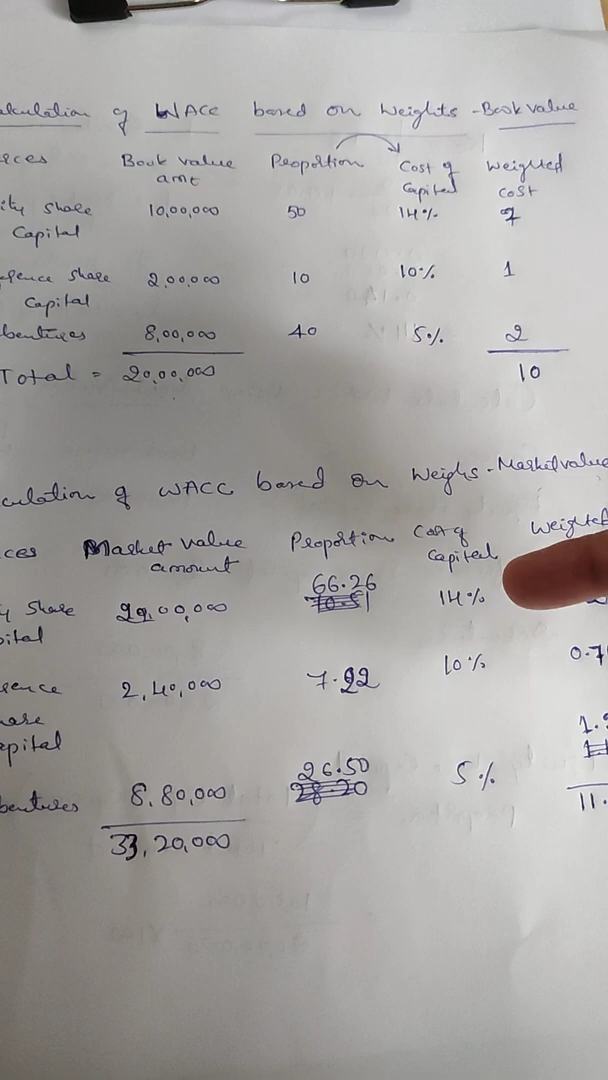 alculation of WACC based on Weights - Book value
rces Book value Proportion Cost of Weighted
amt Capital cost
ity Share 10,00,000 50 14% 7
Capital
erence share 2,00,000 10 10% 1
Capital
bentures 8,00,000 40 5% 2
Total = 20,00,000 10
culation of WACC based on Weighs - Market value
ces Market value Proportion Cost of Weighted
amount Capital
66.26
y Share 22,00,000 14%
pital
rence 2,40,000 7.22 10% 0.7
hare
apital
26.50 1.
bentures 8,80,000 5%
33,20,000 11.